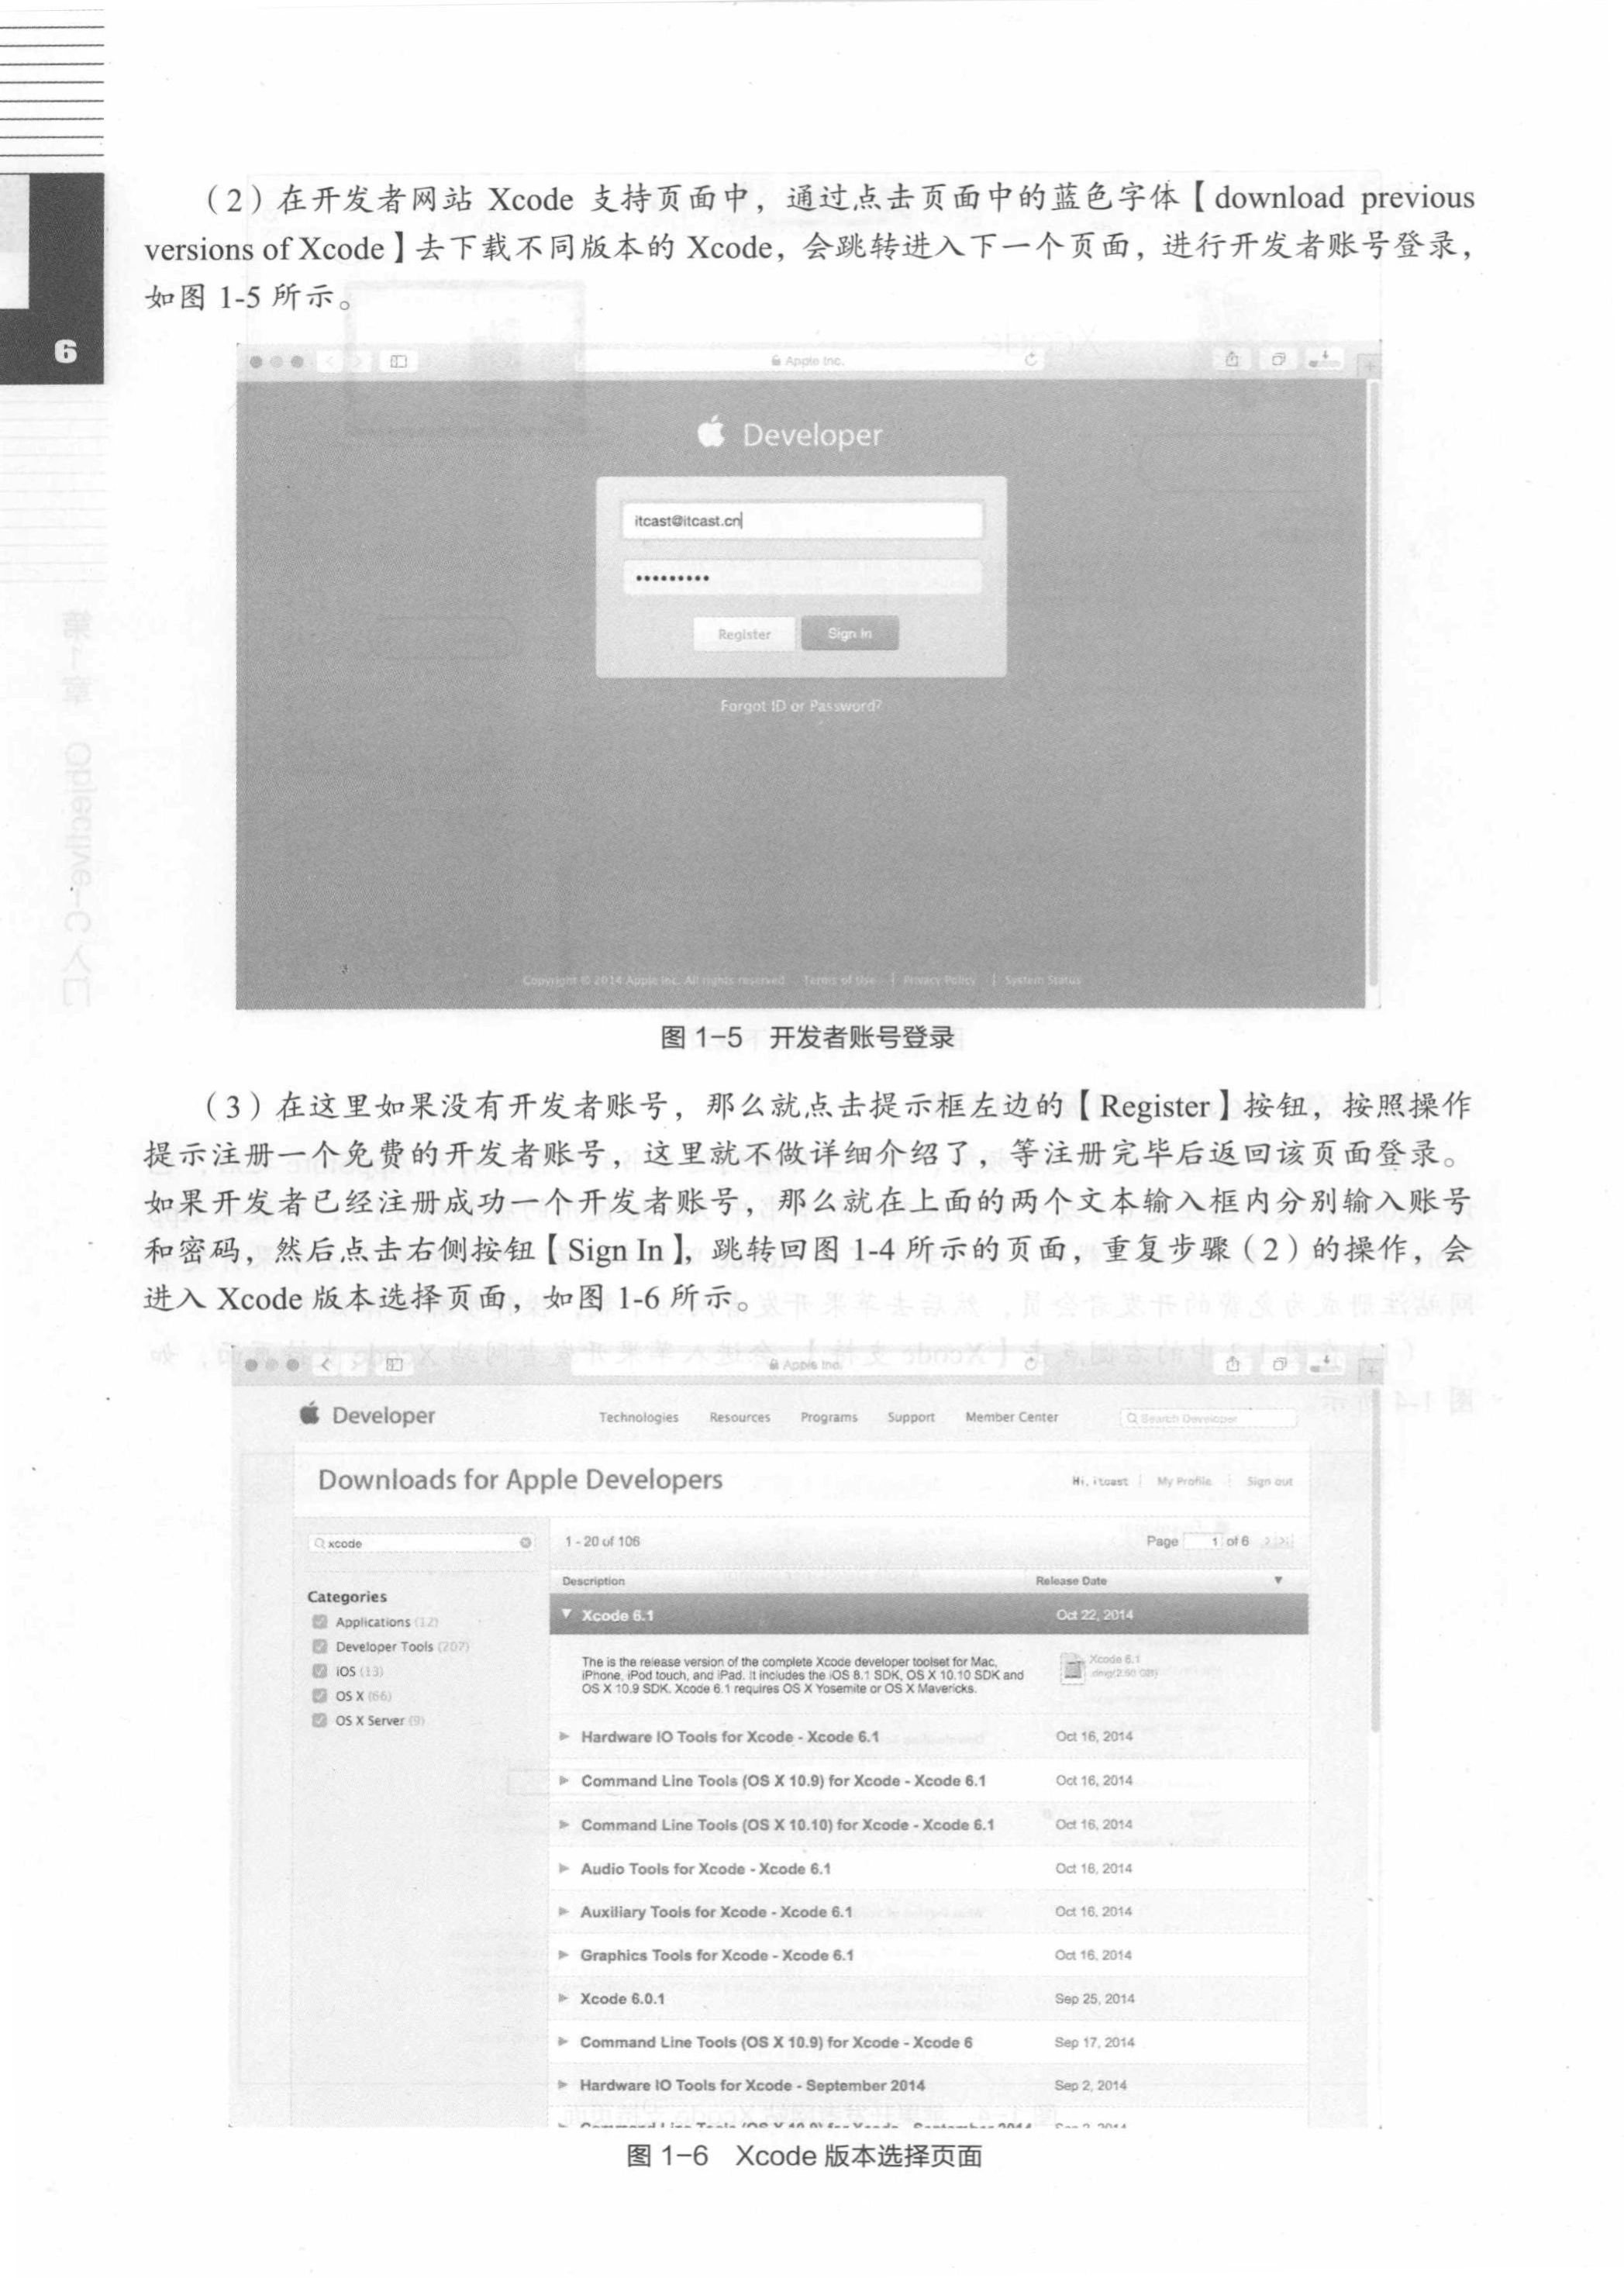 6
第一章 Objective-C入门
（2）在开发者网站 Xcode 支持页面中，通过点击页面中的蓝色字体【download previous
versions of Xcode】去下载不同版本的 Xcode，会跳转进入下一个页面，进行开发者账号登录，
如图 1-5 所示。
Apple Inc.
Developer
itcast@itcast.cn
•••••••••
Register Sign In
Forgot ID or Password?
Copyright © 2014 Apple Inc. All rights reserved Terms of Use | Privacy Policy | System Status
图 1-5 开发者账号登录
（3）在这里如果没有开发者账号，那么就点击提示框左边的【Register】按钮，按照操作
提示注册一个免费的开发者账号，这里就不做详细介绍了，等注册完毕后返回该页面登录。
如果开发者已经注册成功一个开发者账号，那么就在上面的两个文本输入框内分别输入账号
和密码，然后点击右侧按钮【Sign In】，跳转回图 1-4 所示的页面，重复步骤（2）的操作，会
进入 Xcode 版本选择页面，如图 1-6 所示。
Apple Inc.
Developer Technologies Resources Programs Support Member Center Search Developer
Downloads for Apple Developers Hi, itcast My Profile Sign out
xcode 1 - 20 of 106 Page 1 of 6
Description Release Date
Categories
Applications (12)
Developer Tools (207)
iOS (13)
OS X (66)
OS X Server (9)
Xcode 6.1 Oct 22, 2014
The is the release version of the complete Xcode developer toolset for Mac,
iPhone, iPod touch, and iPad. It includes the iOS 8.1 SDK, OS X 10.10 SDK and
OS X 10.9 SDK. Xcode 6.1 requires OS X Yosemite or OS X Mavericks.
Xcode 6.1
Hardware IO Tools for Xcode - Xcode 6.1 Oct 16, 2014
Command Line Tools (OS X 10.9) for Xcode - Xcode 6.1 Oct 16, 2014
Command Line Tools (OS X 10.10) for Xcode - Xcode 6.1 Oct 16, 2014
Audio Tools for Xcode - Xcode 6.1 Oct 16, 2014
Auxiliary Tools for Xcode - Xcode 6.1 Oct 16, 2014
Graphics Tools for Xcode - Xcode 6.1 Oct 16, 2014
Xcode 6.0.1 Sep 25, 2014
Command Line Tools (OS X 10.9) for Xcode - Xcode 6 Sep 17, 2014
Hardware IO Tools for Xcode - September 2014 Sep 2, 2014
图 1-6 Xcode 版本选择页面